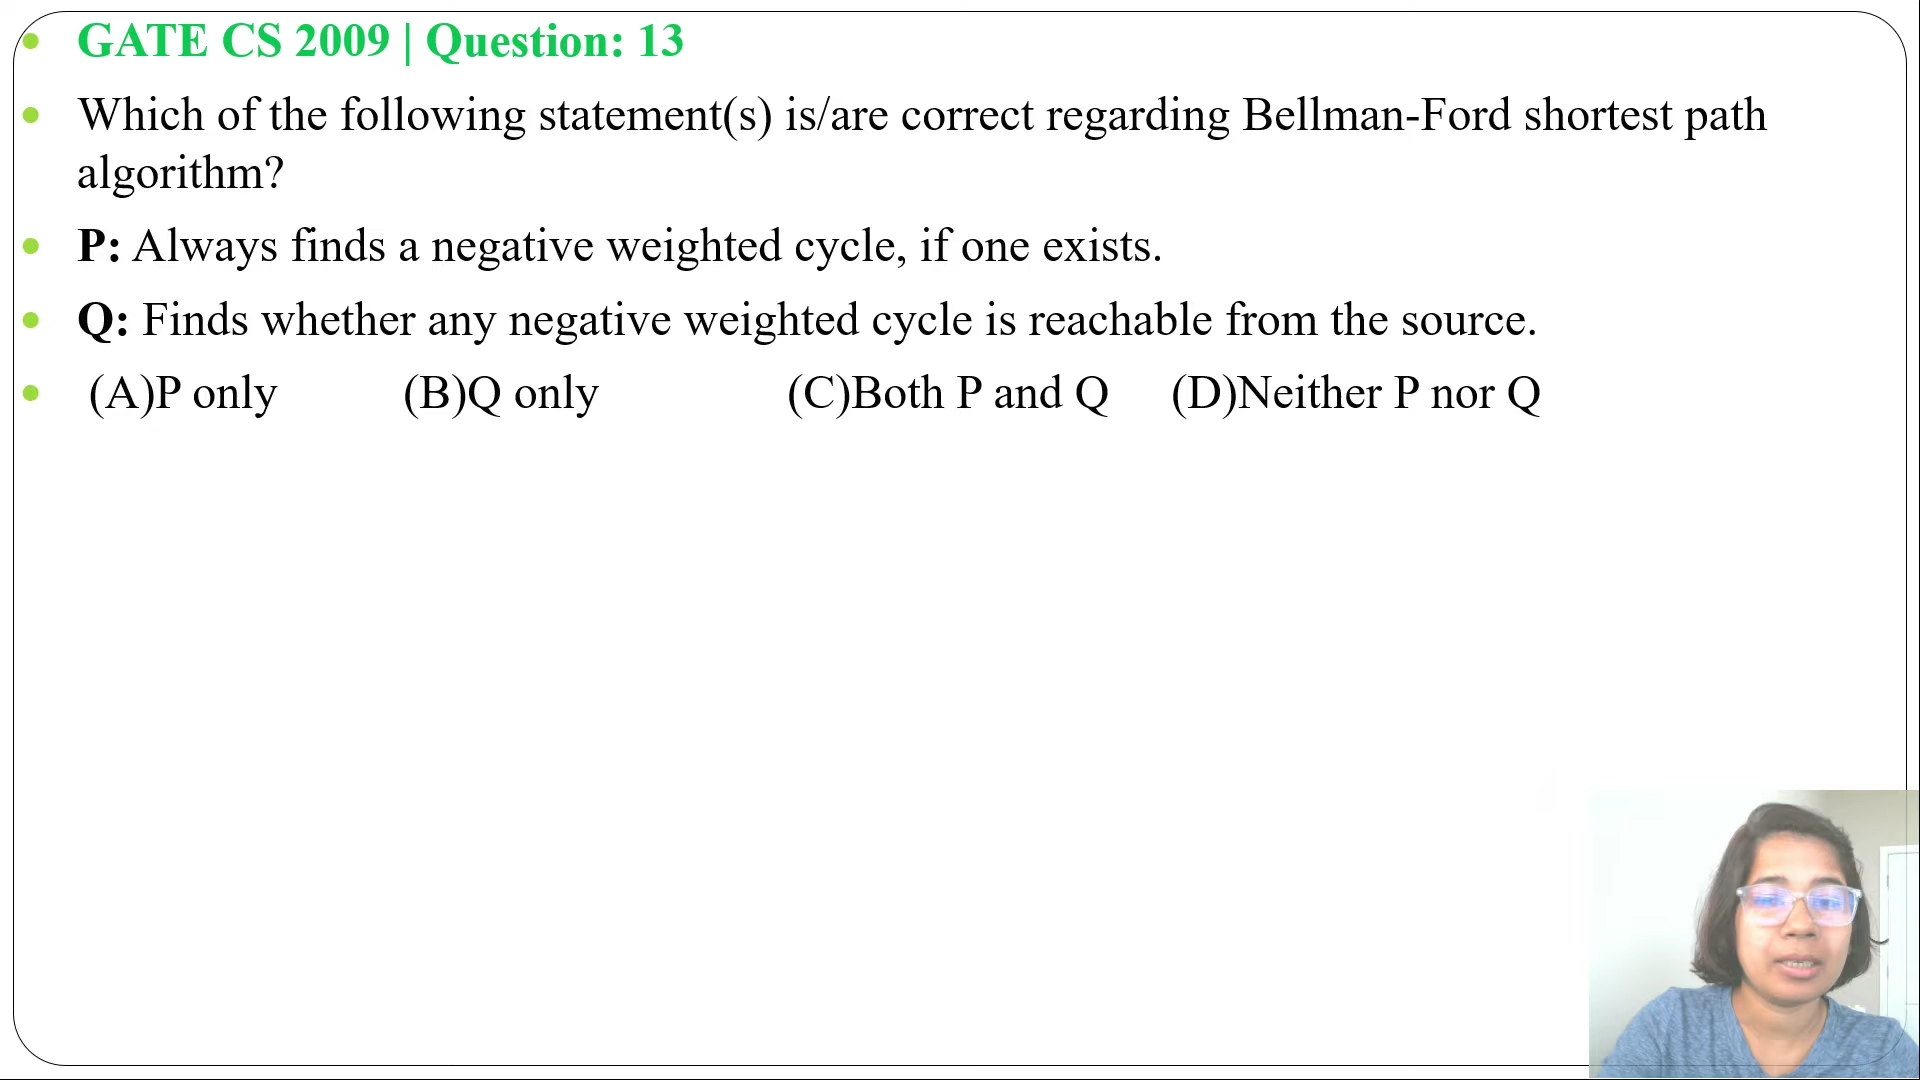 GATE CS 2009 | Question: 13
Which of the following statement(s) is/are correct regarding Bellman-Ford shortest path
algorithm?
P: Always finds a negative weighted cycle, if one exists.
Q: Finds whether any negative weighted cycle is reachable from the source.
(A)P only (B)Q only (C)Both P and Q (D)Neither P nor Q